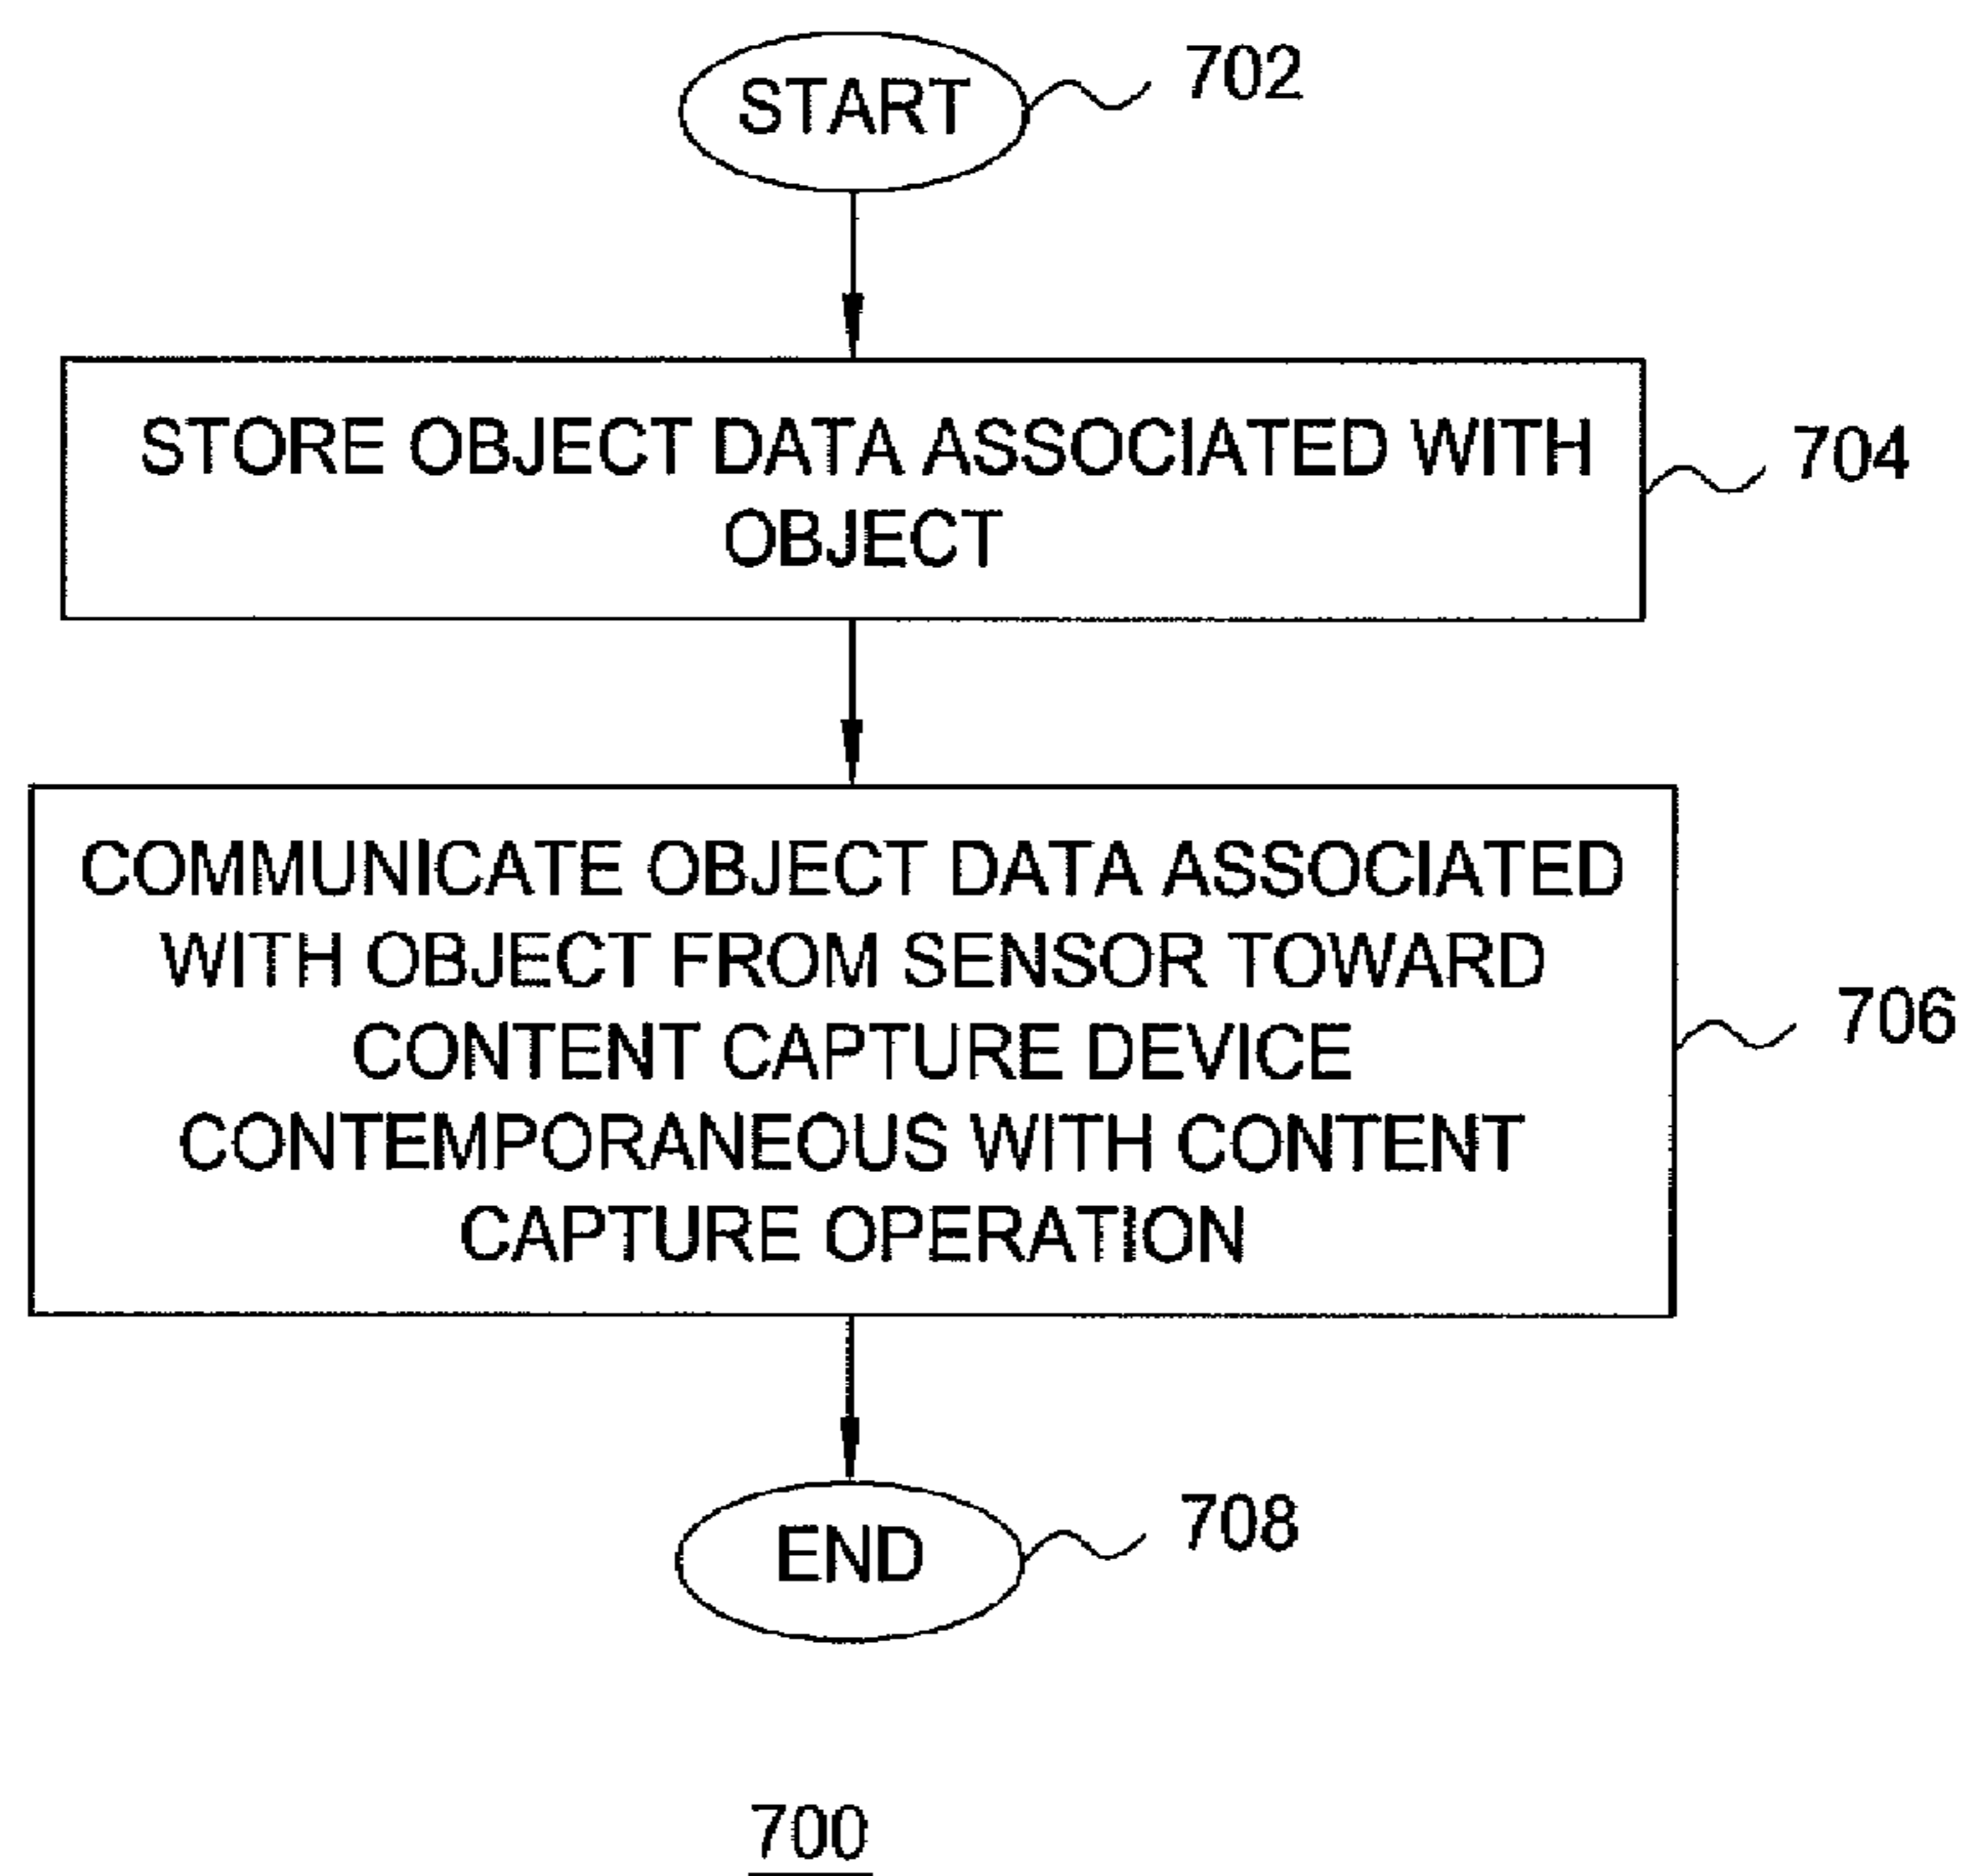 START
702
STORE OBJECT DATA ASSOCIATED WITH
OBJECT
704
COMMUNICATE OBJECT DATA ASSOCIATED
WITH OBJECT FROM SENSOR TOWARD
CONTENT CAPTURE DEVICE
CONTEMPORANEOUS WITH CONTENT
CAPTURE OPERATION
706
END
708
700